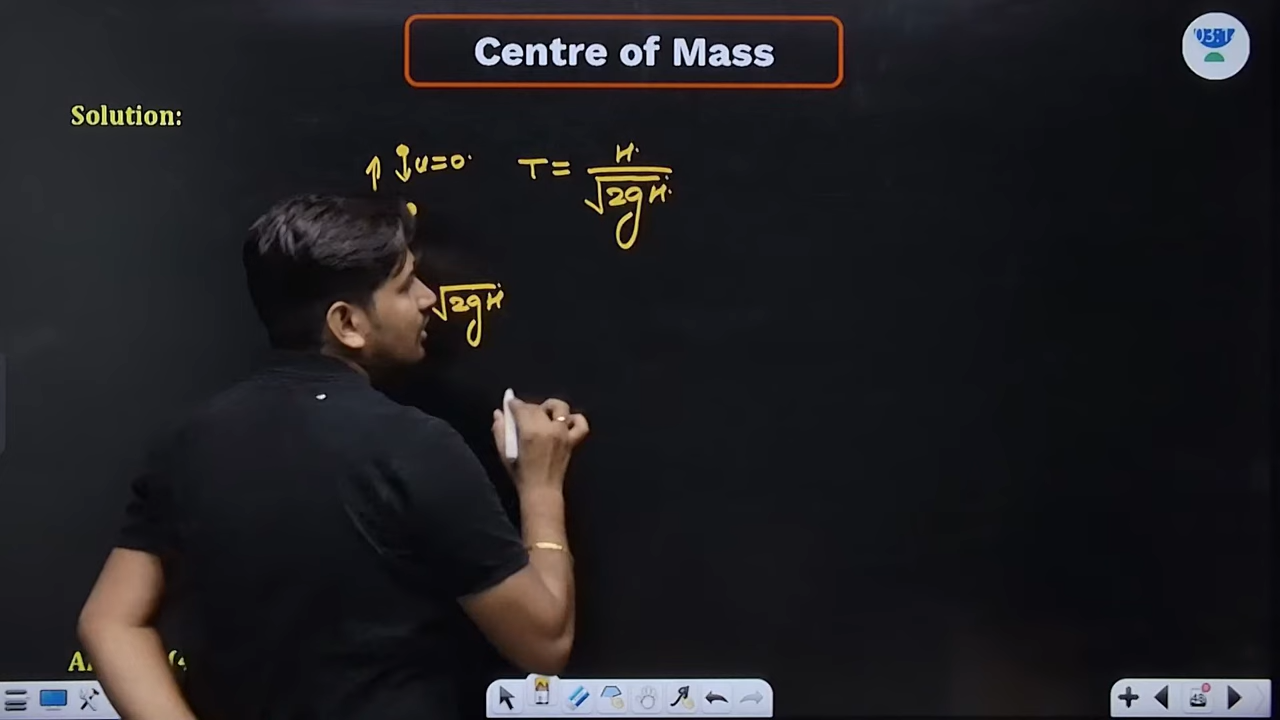 Centre of Mass
Solution:
↑ ↓u=0. T = H/√2gH
√2gH